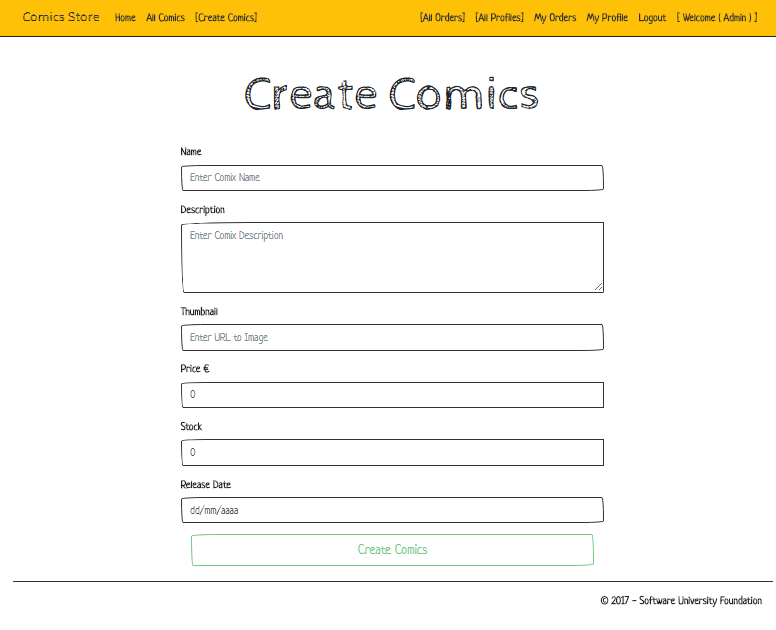 Comics Store Home All Comics [Create Comics] [All Orders] [All Profiles] My Orders My Profile Logout [ Welcome ( Admin ) ]
Create Comics
Name
Enter Comix Name
Description
Enter Comix Description
Thumbnail
Enter URL to Image
Price €
0
Stock
0
Release Date
dd/mm/aaaa
Create Comics
© 2017 - Software University Foundation